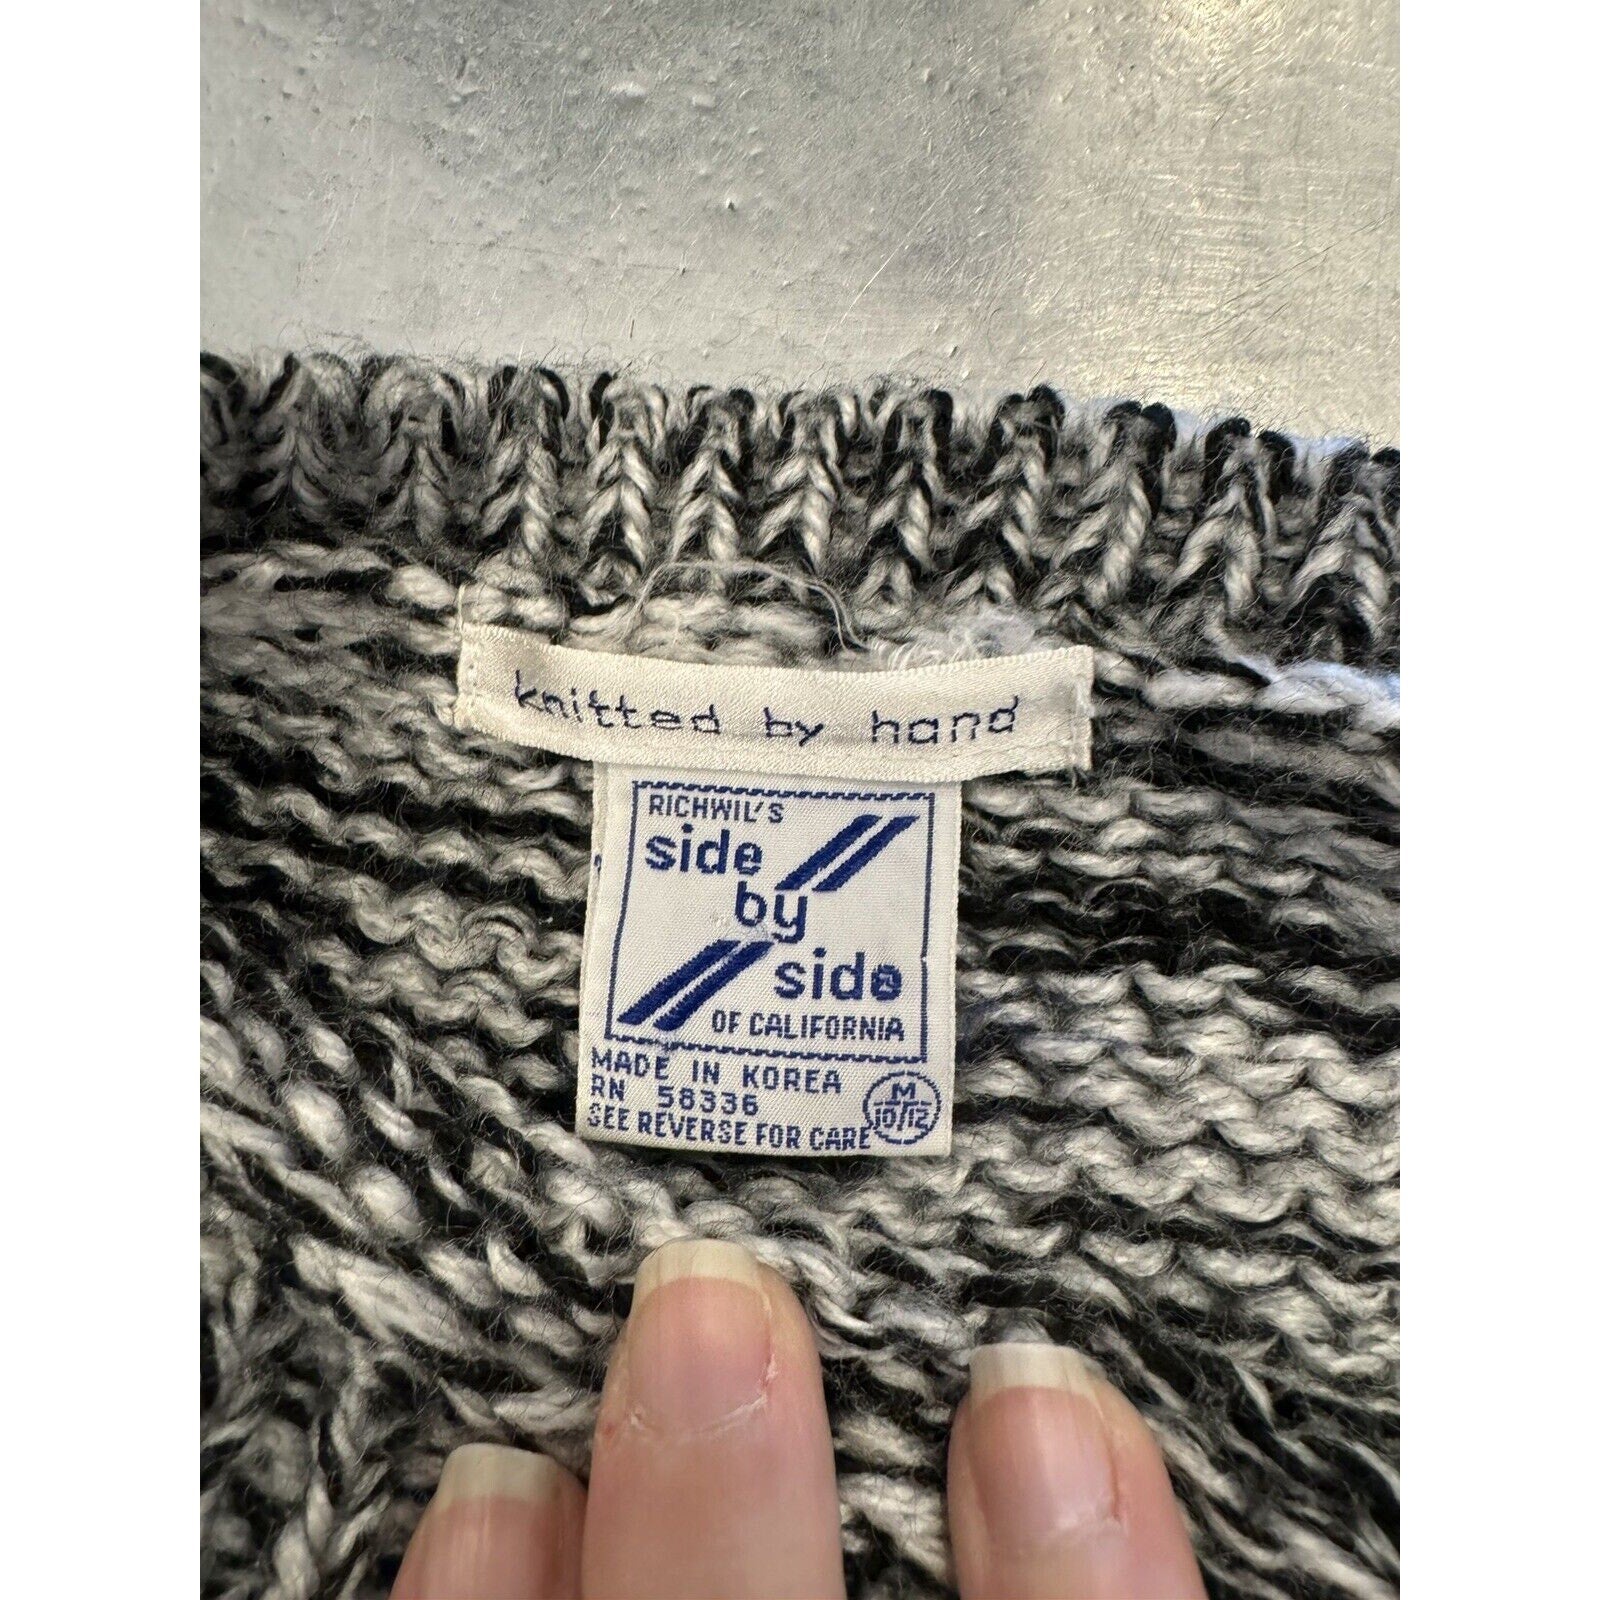 knitted by hand
RICHWIL'S
side
by
side
OF CALIFORNIA
MADE IN KOREA
RN 58336
SEE REVERSE FOR CARE
M
10/12